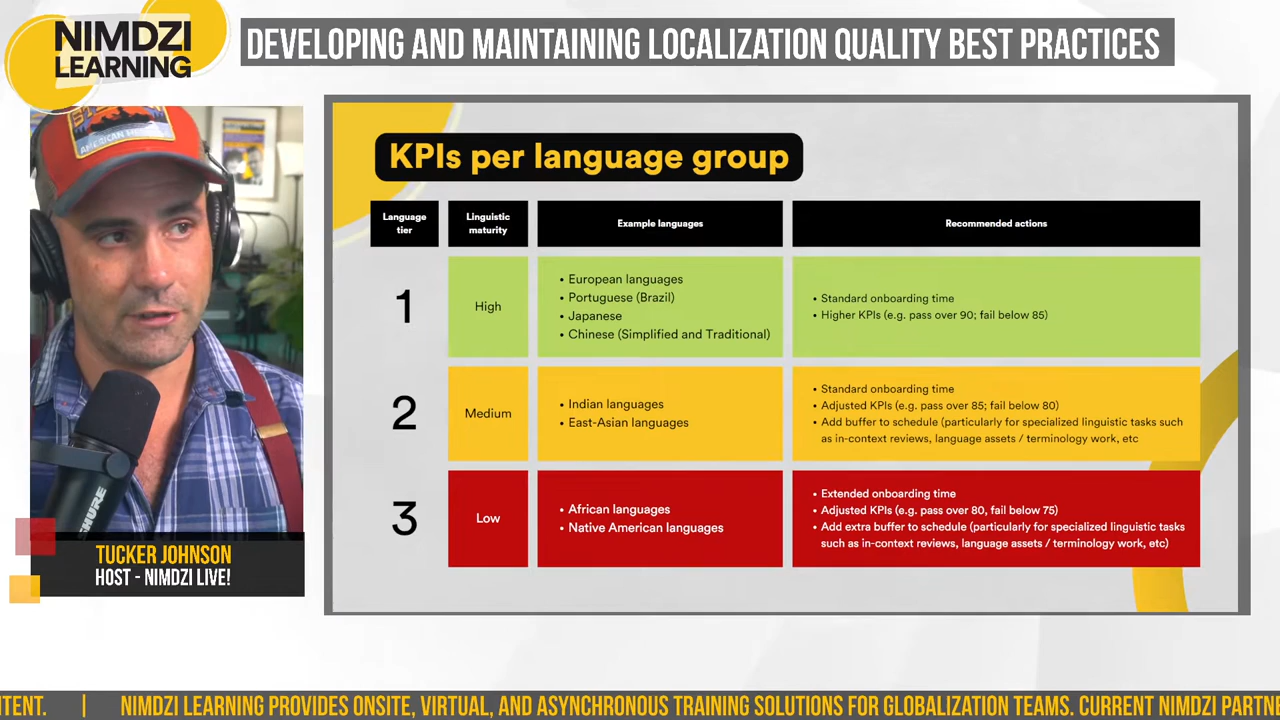 NIMDZI
LEARNING
DEVELOPING AND MAINTAINING LOCALIZATION QUALITY BEST PRACTICES
AMERICAN
SHURE
TUCKER JOHNSON
HOST - NIMDZI LIVE!
KPIs per language group
Language
tier
Linguistic
maturity
Example languages
Recommended actions
1
High
• European languages
• Portuguese (Brazil)
• Japanese
• Chinese (Simplified and Traditional)
• Standard onboarding time
• Higher KPIs (e.g. pass over 90; fail below 85)
2
Medium
• Indian languages
• East-Asian languages
• Standard onboarding time
• Adjusted KPIs (e.g. pass over 85; fail below 80)
• Add buffer to schedule (particularly for specialized linguistic tasks such
as in-context reviews, language assets / terminology work, etc
3
Low
• African languages
• Native American languages
• Extended onboarding time
• Adjusted KPIs (e.g. pass over 80, fail below 75)
• Add extra buffer to schedule (particularly for specialized linguistic tasks
such as in-context reviews, language assets / terminology work, etc)
TENT. | NIMDZI LEARNING PROVIDES ONSITE, VIRTUAL, AND ASYNCHRONOUS TRAINING SOLUTIONS FOR GLOBALIZATION TEAMS. CURRENT NIMDZI PARTNE